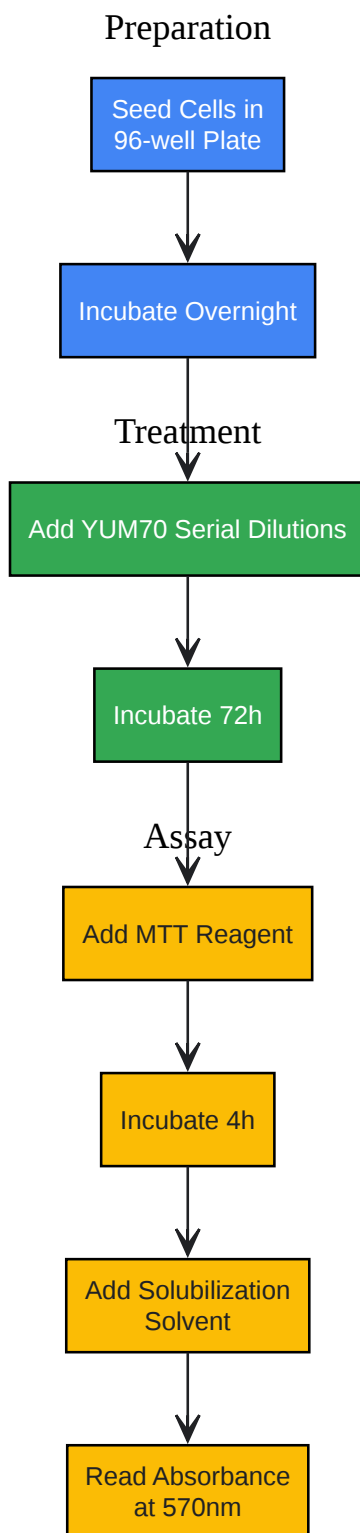 Preparation
Seed Cells in
96-well Plate
Incubate Overnight
Treatment
Add YUM70 Serial Dilutions
Incubate 72h
Assay
Add MTT Reagent
Incubate 4h
Add Solubilization
Solvent
Read Absorbance
at 570nm